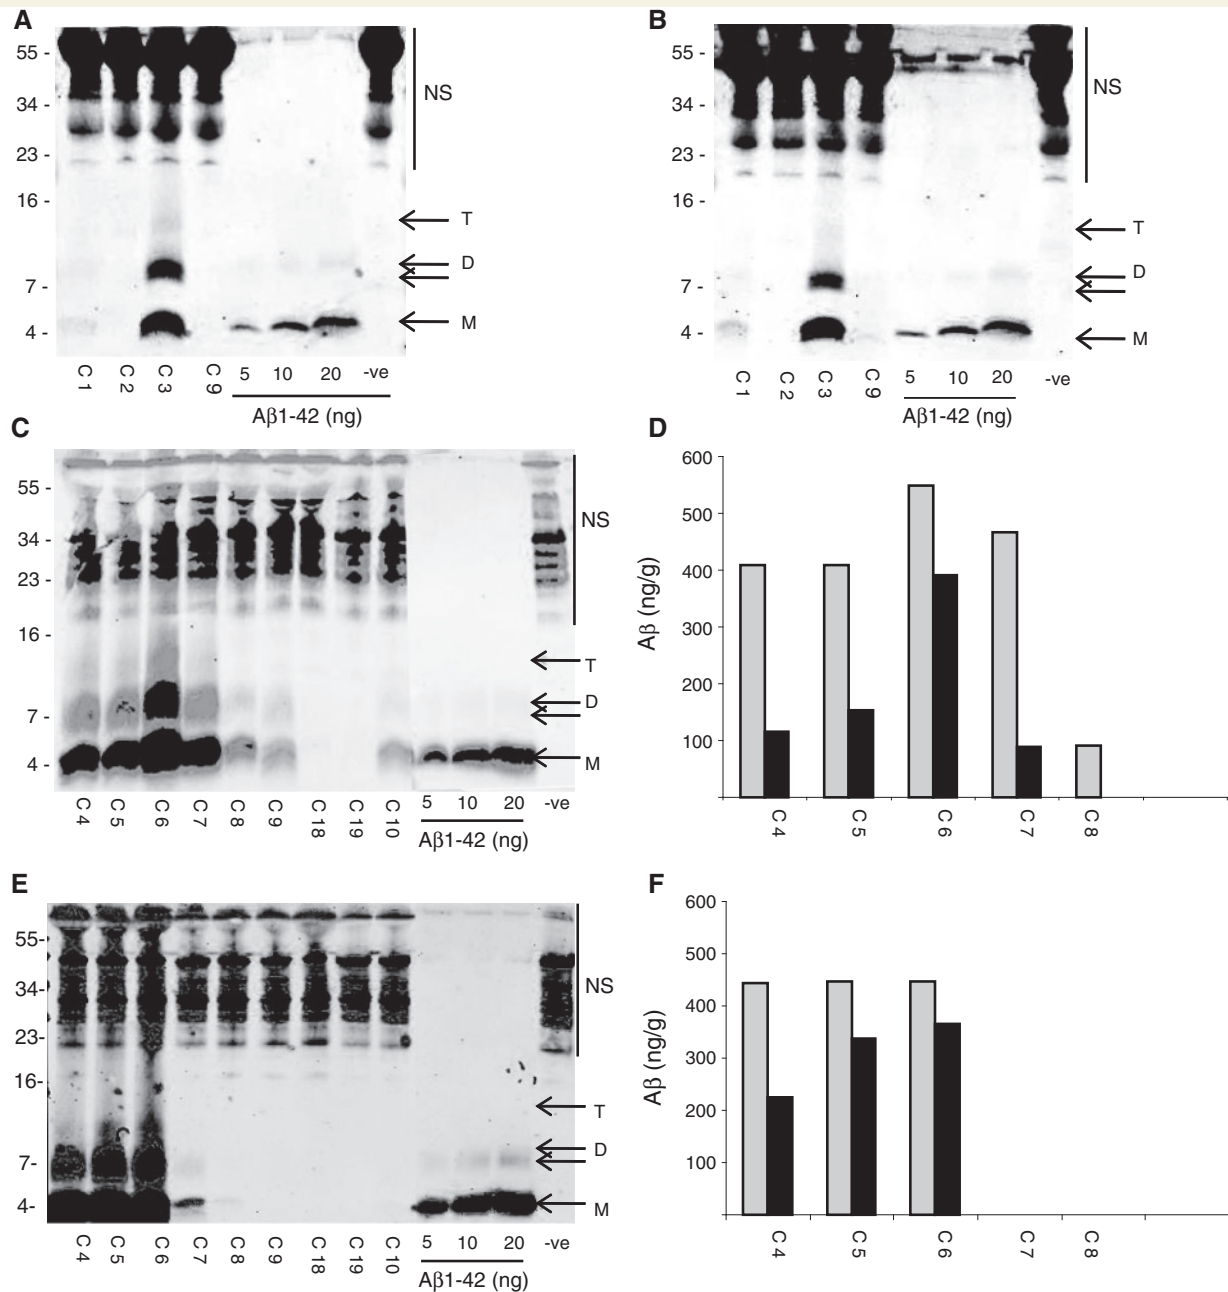 A
55 -
34 -
23 -
16 -
7 -
4 -
NS
T
D
M
C 1
C 2
C 3
C 9
5
10
20
-ve
Aβ1-42 (ng)
B
55 -
34 -
23 -
16 -
7 -
4 -
NS
T
D
M
C 1
C 2
C 3
C 9
5
10
20
-ve
Aβ1-42 (ng)
C
55 -
34 -
23 -
16 -
7 -
4 -
NS
T
D
M
C 4
C 5
C 6
C 7
C 8
C 9
C 18
C 19
C 10
5
10
20
-ve
Aβ1-42 (ng)
D
600
500
400
300
200
100
Aβ (ng/g)
C 4
C 5
C 6
C 7
C 8
E
55-
34-
23-
16-
7-
4-
NS
T
D
M
C 4
C 5
C 6
C 7
C 8
C 9
C 18
C 19
C 10
5
10
20
-ve
Aβ1-42 (ng)
F
600
500
400
300
200
100
Aβ (ng/g)
C 4
C 5
C 6
C 7
C 8